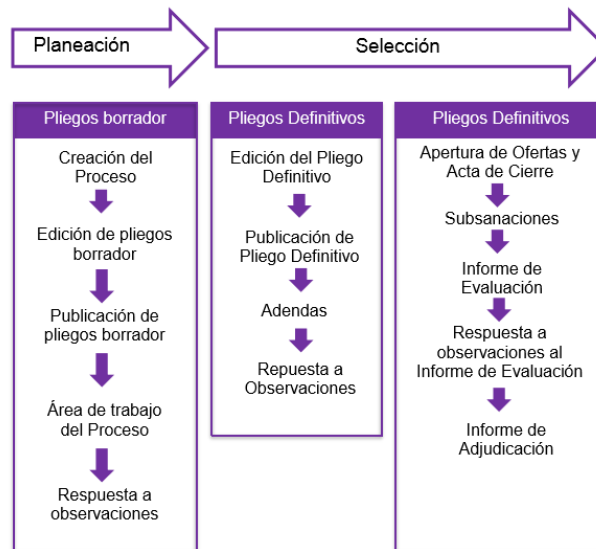 Planeación
Selección
Pliegos borrador
Creación del
Proceso
Edición de pliegos
borrador
Publicación de
pliegos borrador
Área de trabajo
del Proceso
Respuesta a
observaciones
Pliegos Definitivos
Edición del Pliego
Definitivo
Publicación de
Pliego Definitivo
Adendas
Repuesta a
Observaciones
Pliegos Definitivos
Apertura de Ofertas y
Acta de Cierre
Subsanaciones
Informe de
Evaluación
Respuesta a
observaciones al
Informe de Evaluación
Informe de
Adjudicación